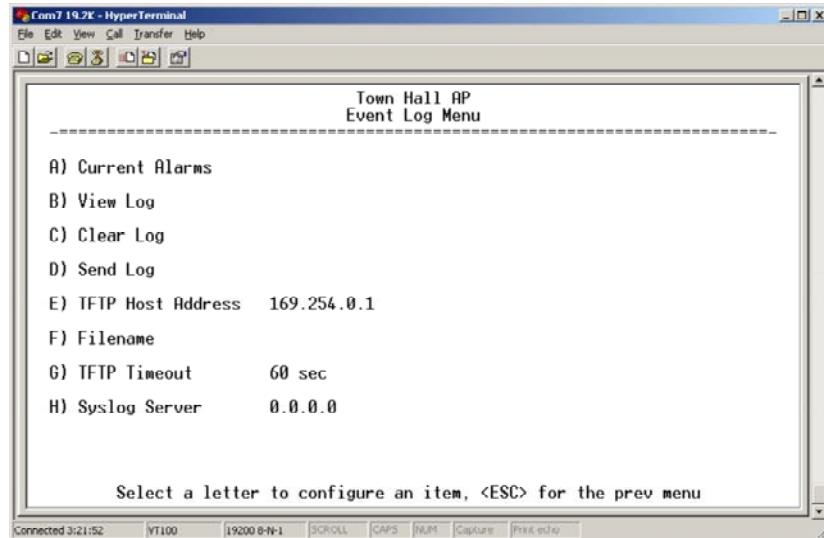 Com7 19.2K - HyperTerminal
File Edit View Call Transfer Help
Town Hall AP
Event Log Menu
-==========================================================================-
A) Current Alarms
B) View Log
C) Clear Log
D) Send Log
E) TFTP Host Address 169.254.0.1
F) Filename
G) TFTP Timeout 60 sec
H) Syslog Server 0.0.0.0
Select a letter to configure an item, <ESC> for the prev menu
Connected 3:21:52 VT100 19200 8-N-1 SCROLL CAPS NUM Capture Print echo